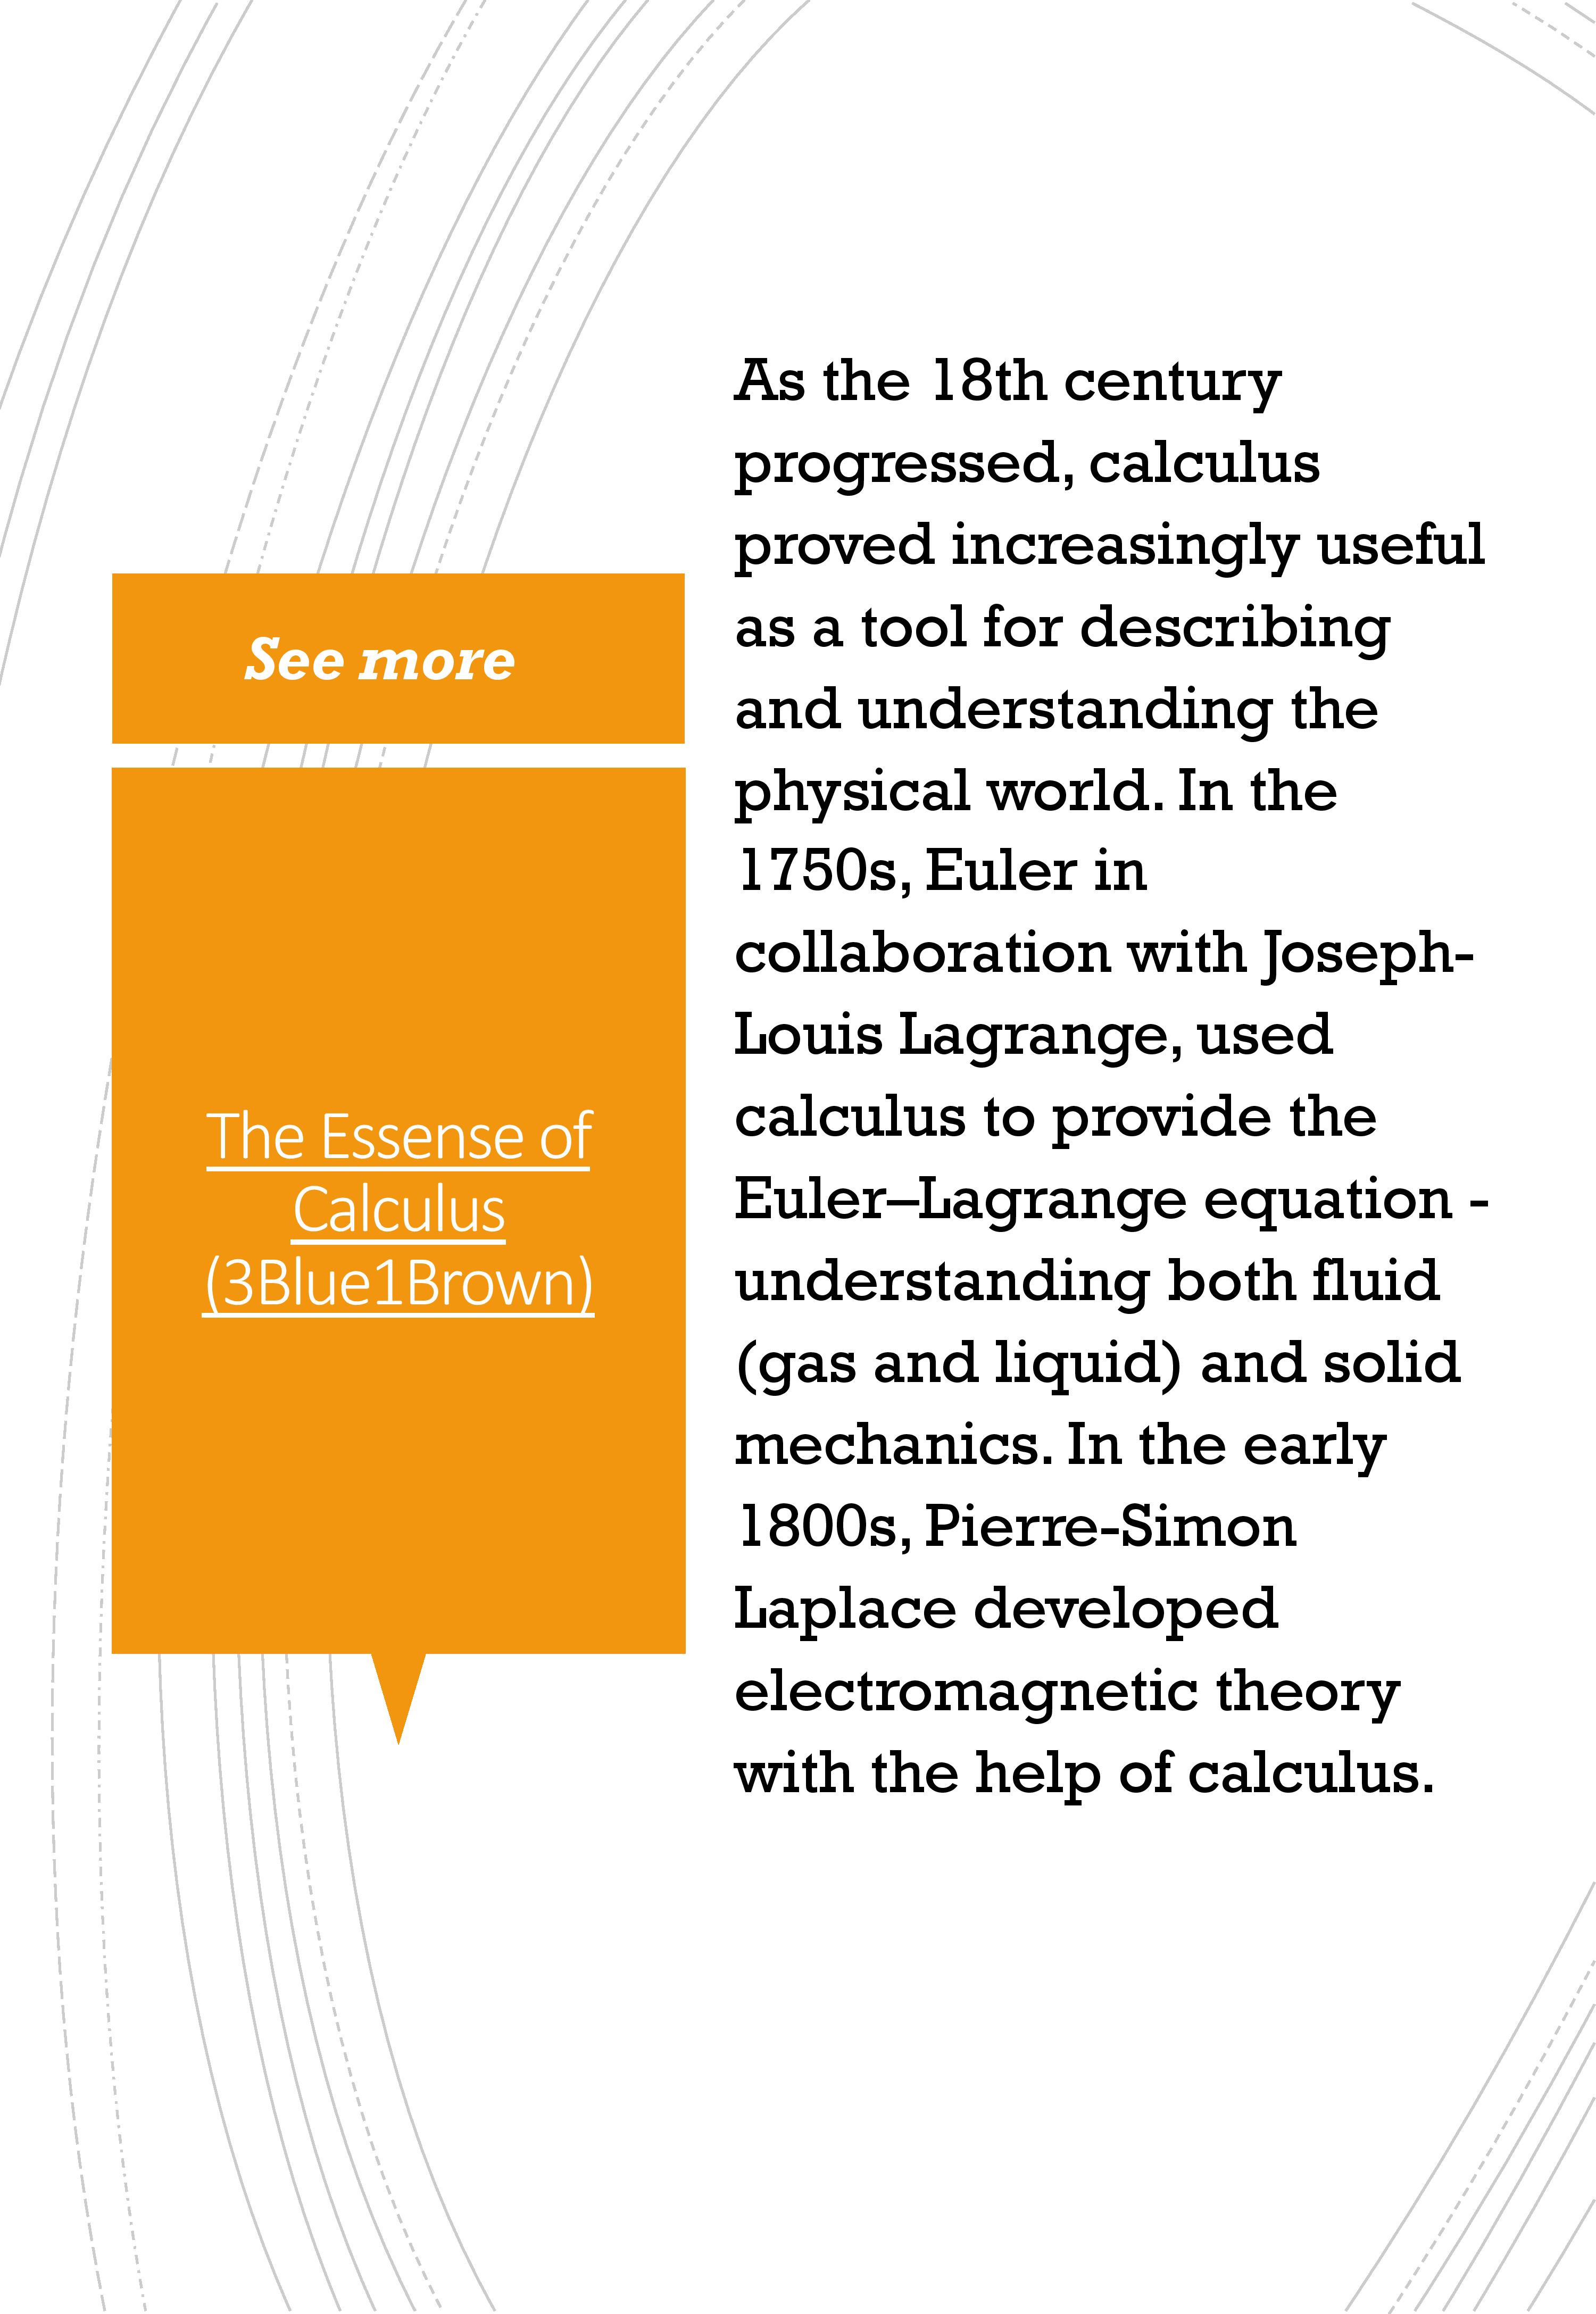 See more
The Essense of
Calculus
(3Blue1Brown)
As the 18th century
progressed, calculus
proved increasingly useful
as a tool for describing
and understanding the
physical world. In the
1750s, Euler in
collaboration with Joseph-
Louis Lagrange, used
calculus to provide the
Euler–Lagrange equation -
understanding both fluid
(gas and liquid) and solid
mechanics. In the early
1800s, Pierre-Simon
Laplace developed
electromagnetic theory
with the help of calculus.